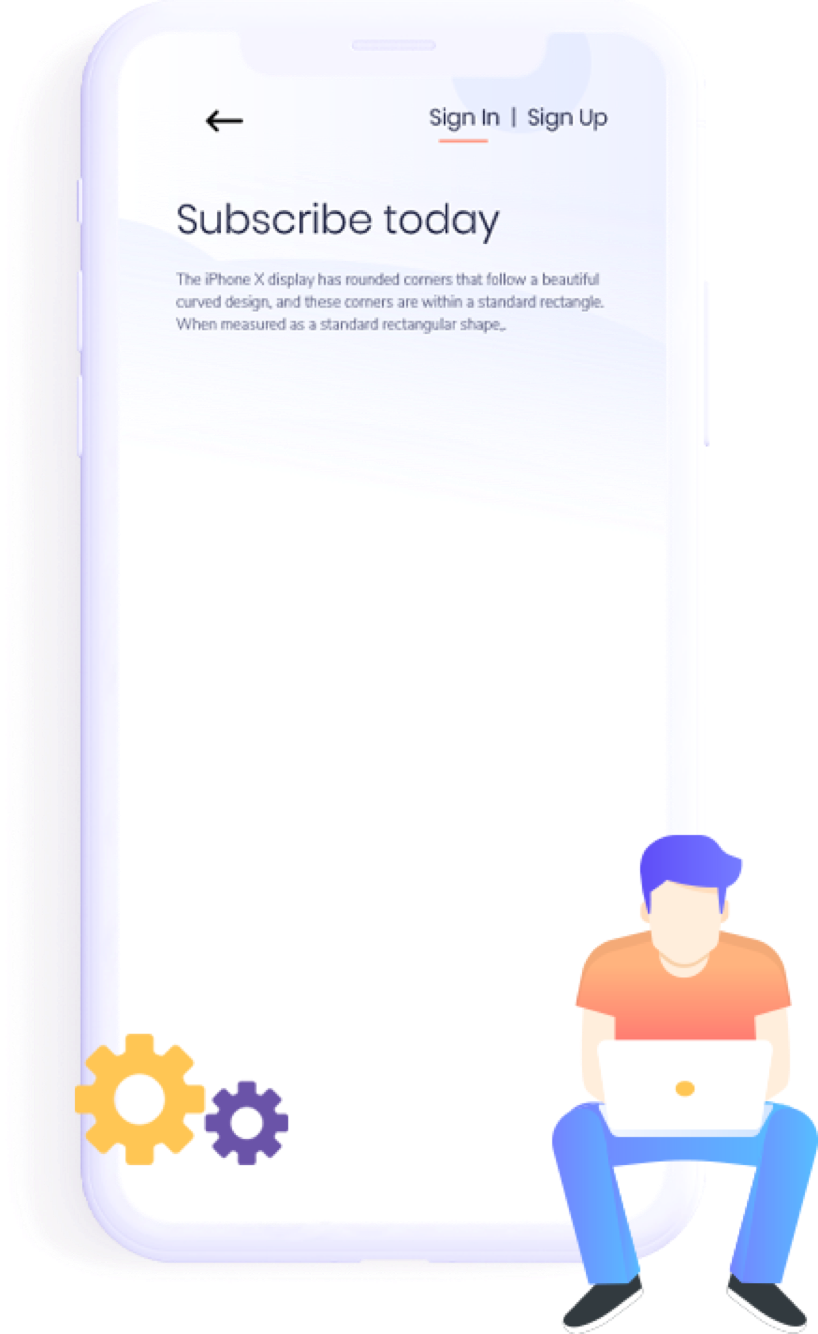 Sign In | Sign Up
Subscribe today
The iPhone X display has rounded corners that follow a beautiful
curved design, and these corners are within a standard rectangle.
When measured as a standard rectangular shape,.